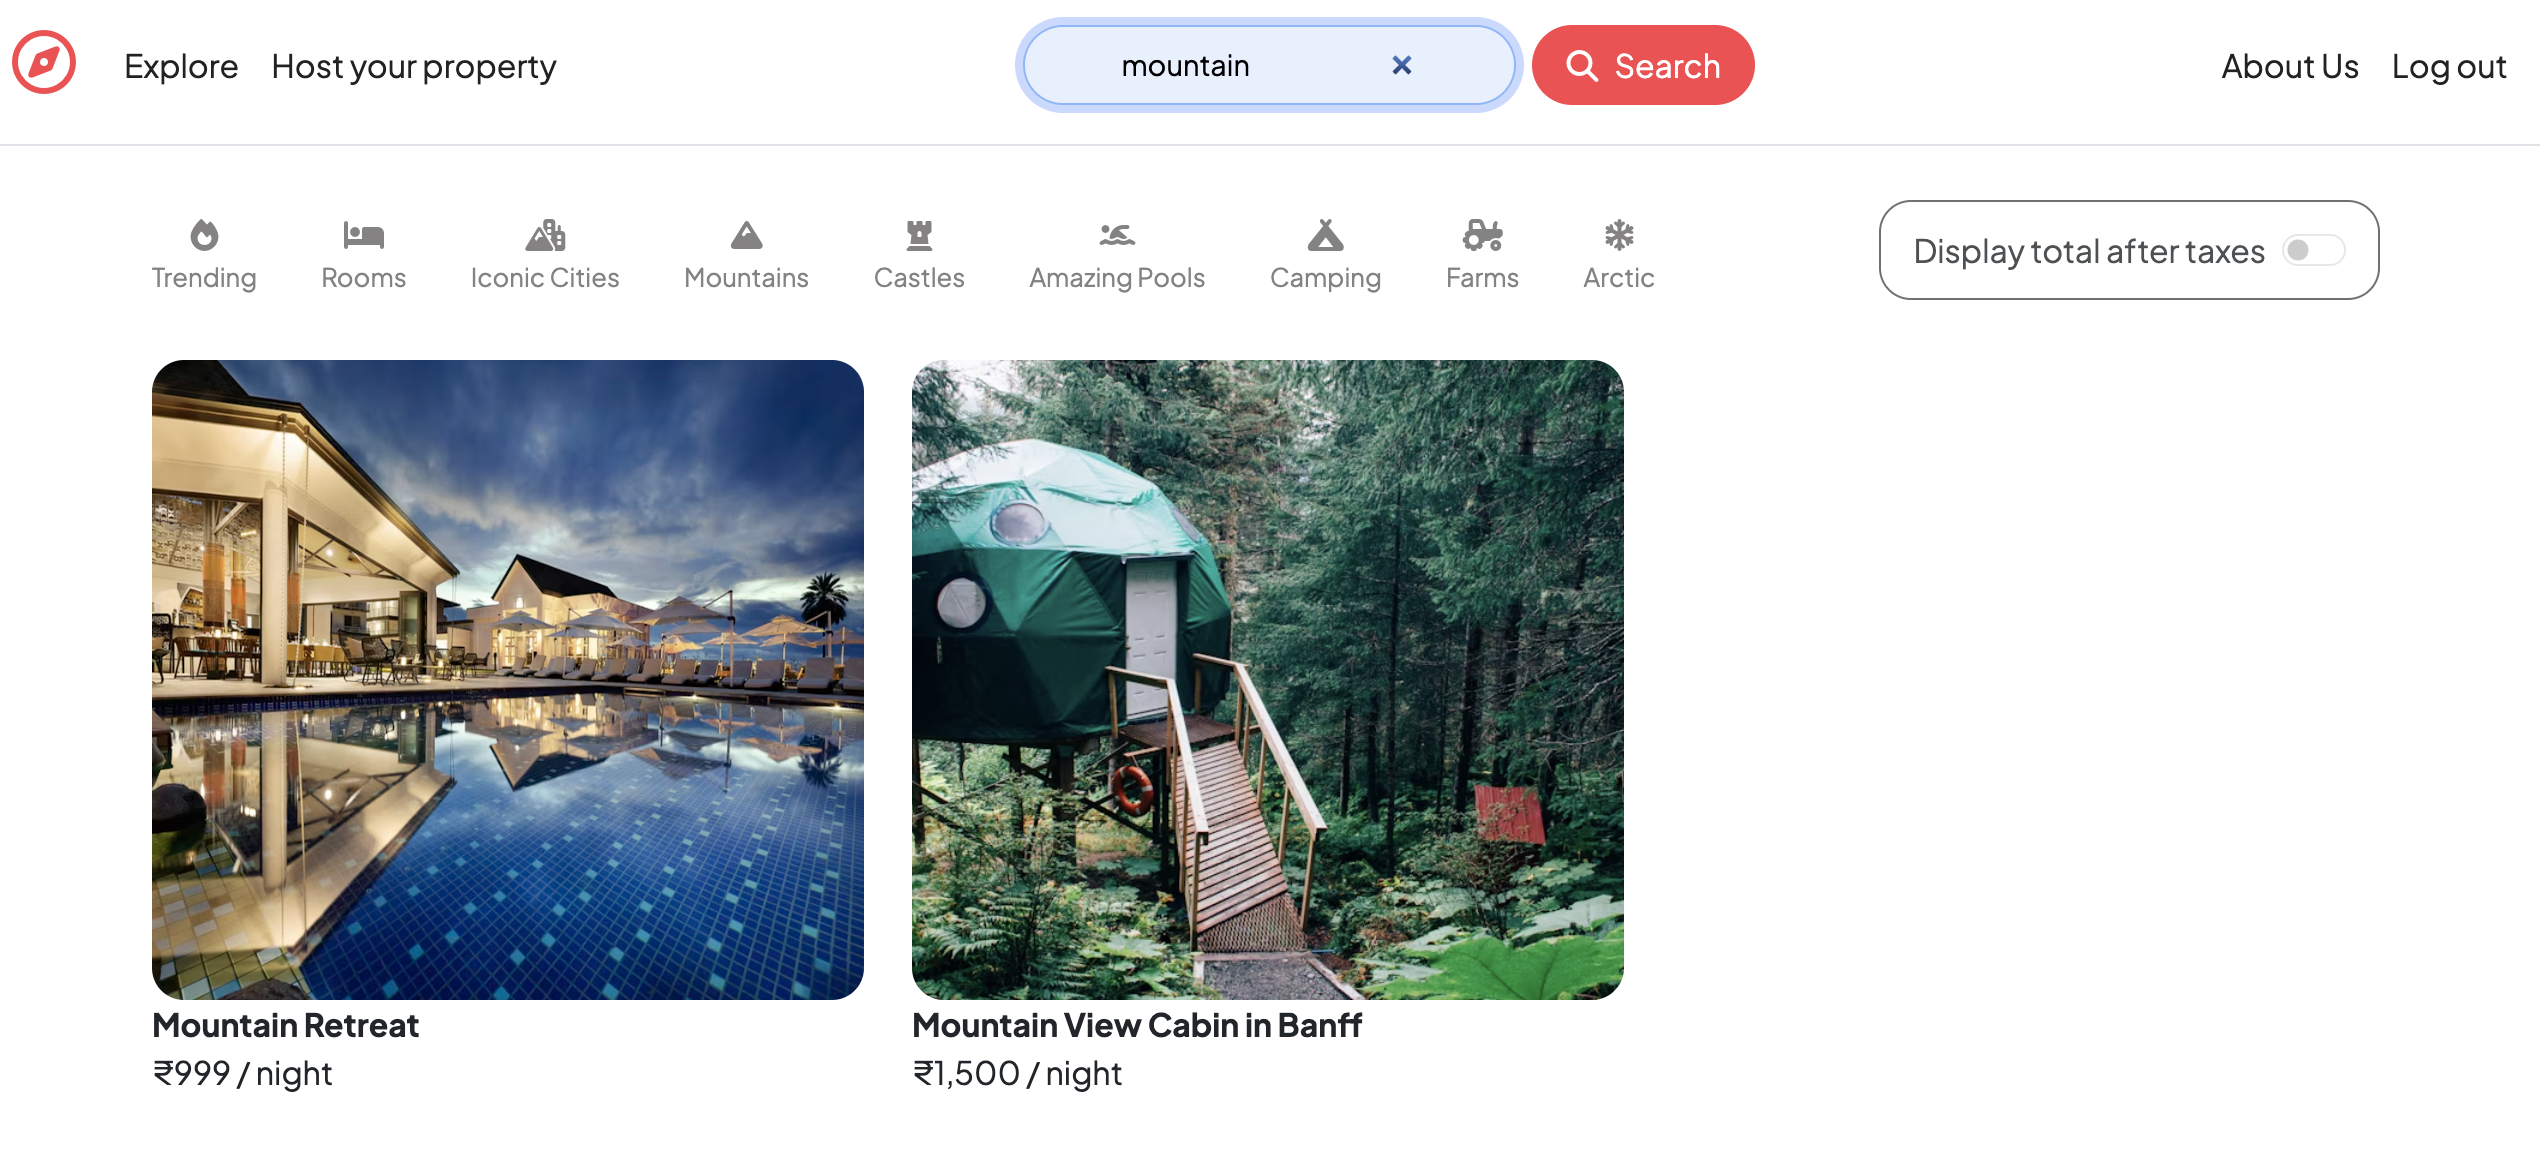 Explore Host your property mountain Search About Us Log out
Trending Rooms Iconic Cities Mountains Castles Amazing Pools Camping Farms Arctic Display total after taxes
Mountain Retreat
₹999 / night
Mountain View Cabin in Banff
₹1,500 / night